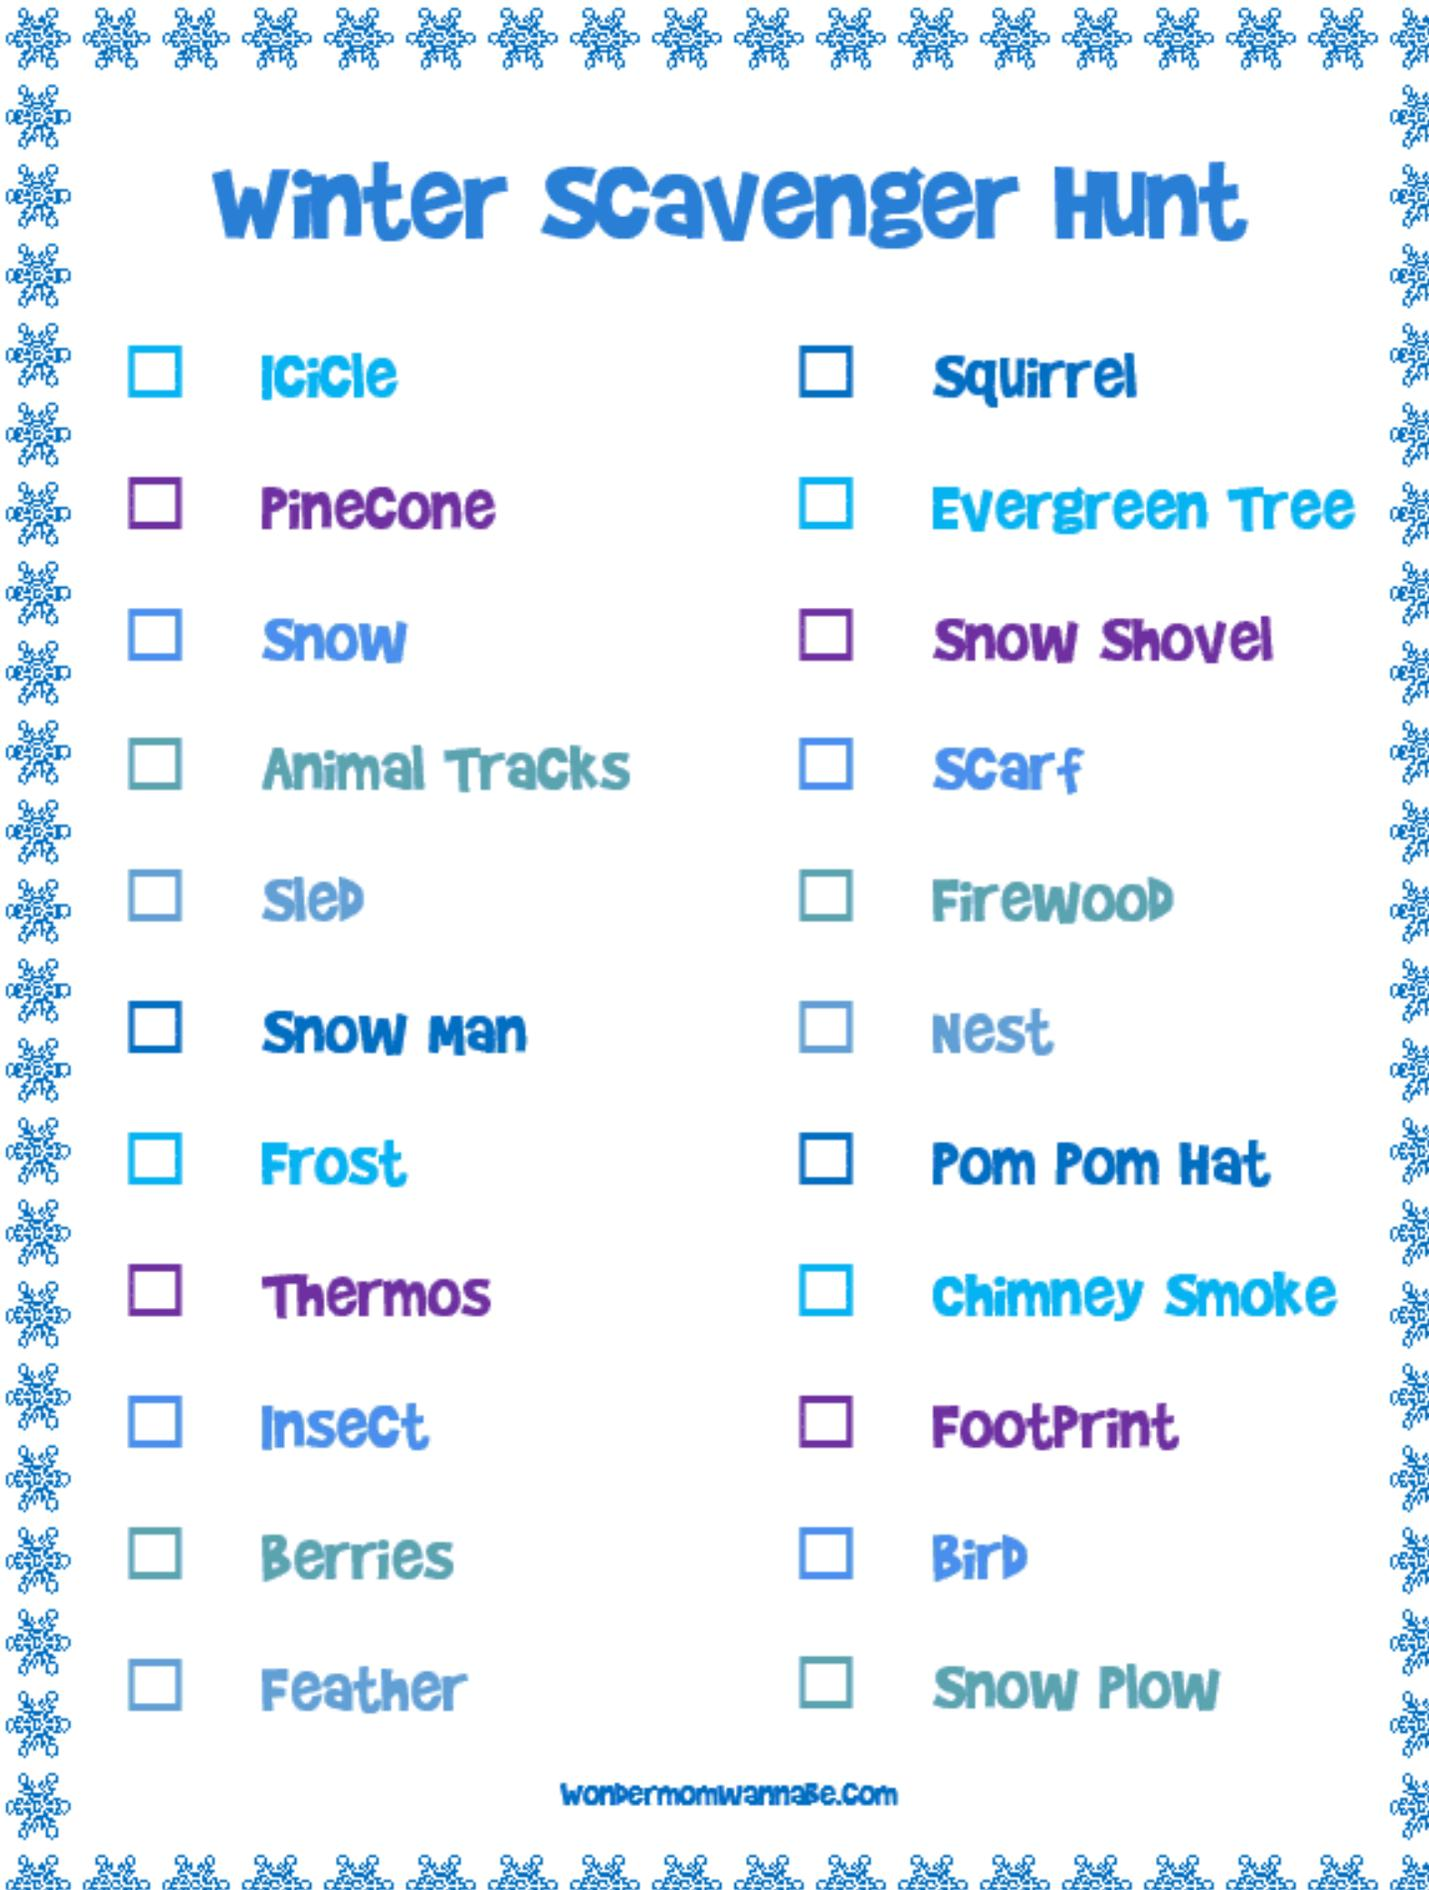 Winter Scavenger Hunt
Icicle
Pinecone
Snow
Animal Tracks
Sled
Snow Man
Frost
Thermos
Insect
Berries
Feather
Squirrel
Evergreen Tree
Snow Shovel
Scarf
Firewood
Nest
Pom Pom Hat
Chimney Smoke
Footprint
Bird
Snow Plow
wondermomwannabe.com